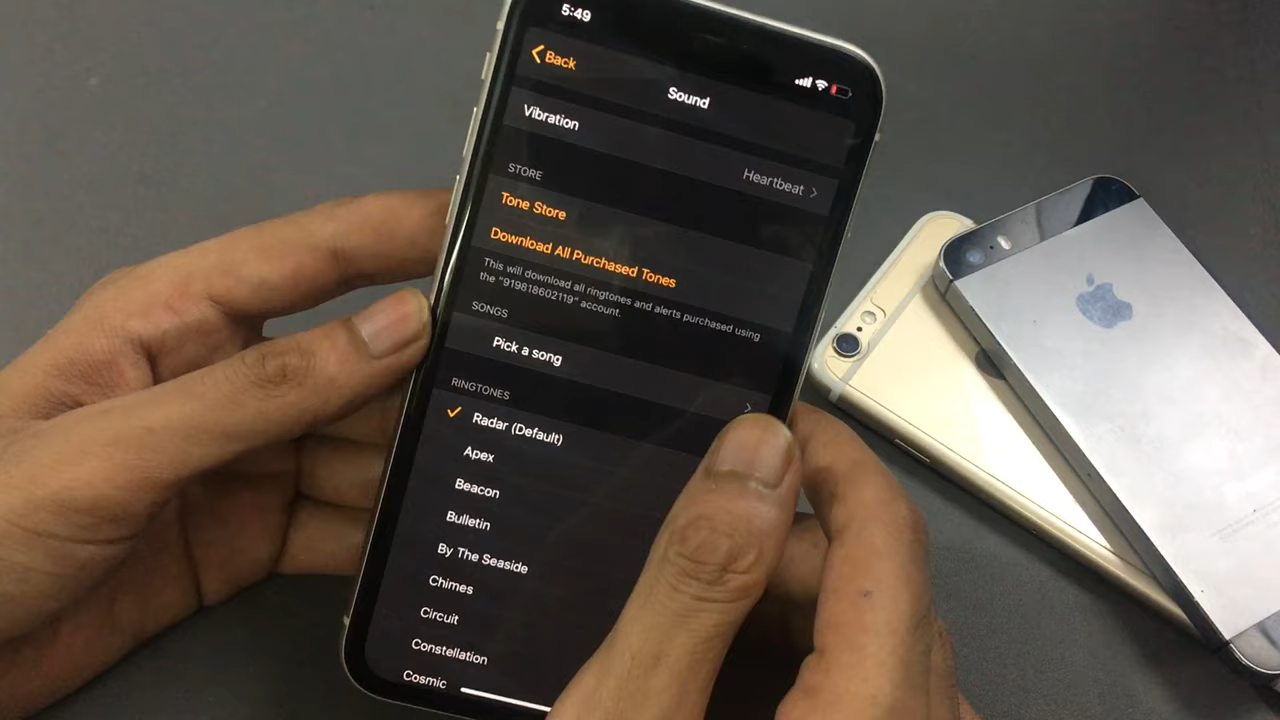 5:49
Back
Sound
Vibration
Heartbeat
STORE
Tone Store
Download All Purchased Tones
This will download all ringtones and alerts purchased using
the "919818602119" account.
SONGS
Pick a song
RINGTONES
Radar (Default)
Apex
Beacon
Bulletin
By The Seaside
Chimes
Circuit
Constellation
Cosmic